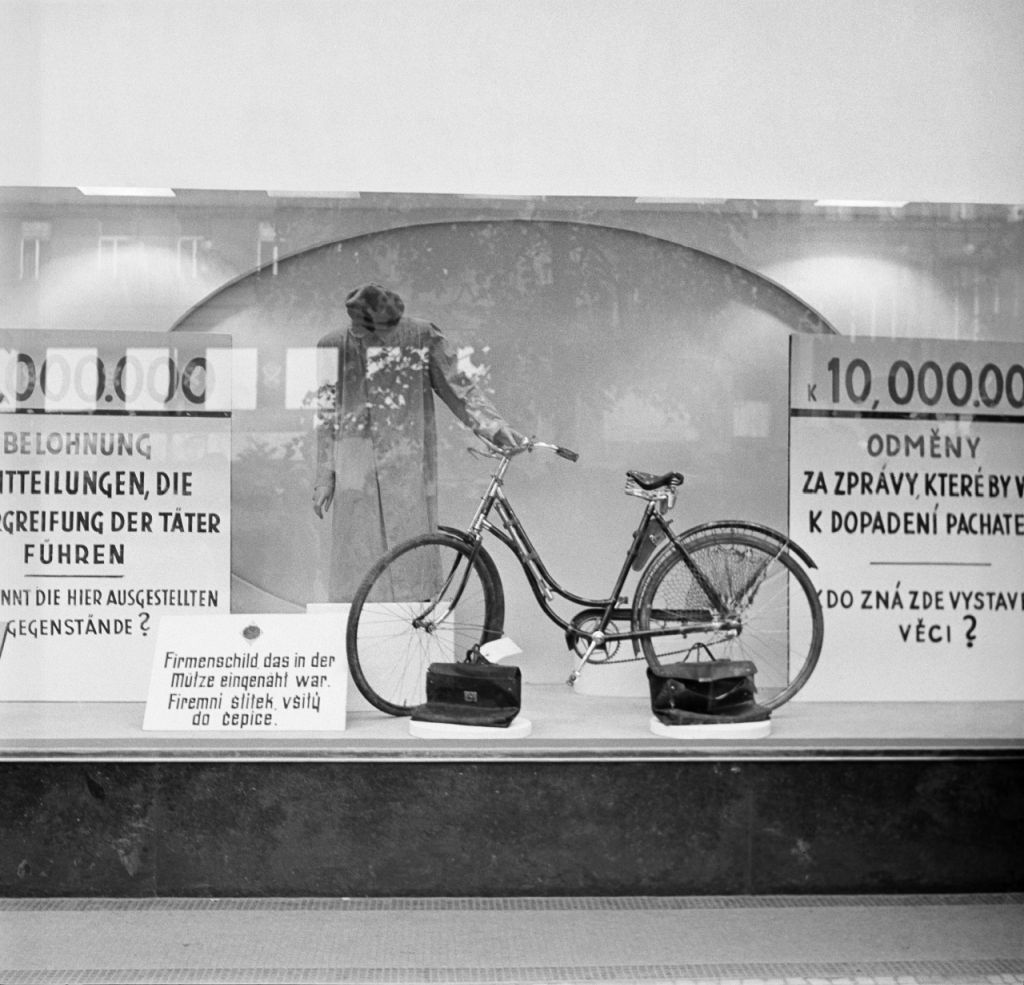 .000.000
BELOHNUNG
ITTEILUNGEN, DIE
RGREIFUNG DER TÄTER
FÜHREN
NNT DIE HIER AUSGESTELLTEN
GEGENSTÄNDE?
Firmenschild, das in der
Mütze eingenäht war.
Firemní štítek, všitý
do čepice.
K 10,000.00
ODMĚNY
ZA ZPRÁVY, KTERÉ BY V
K DOPADENÍ PACHATE
KDO ZNÁ ZDE VYSTAVE
VĚCI?